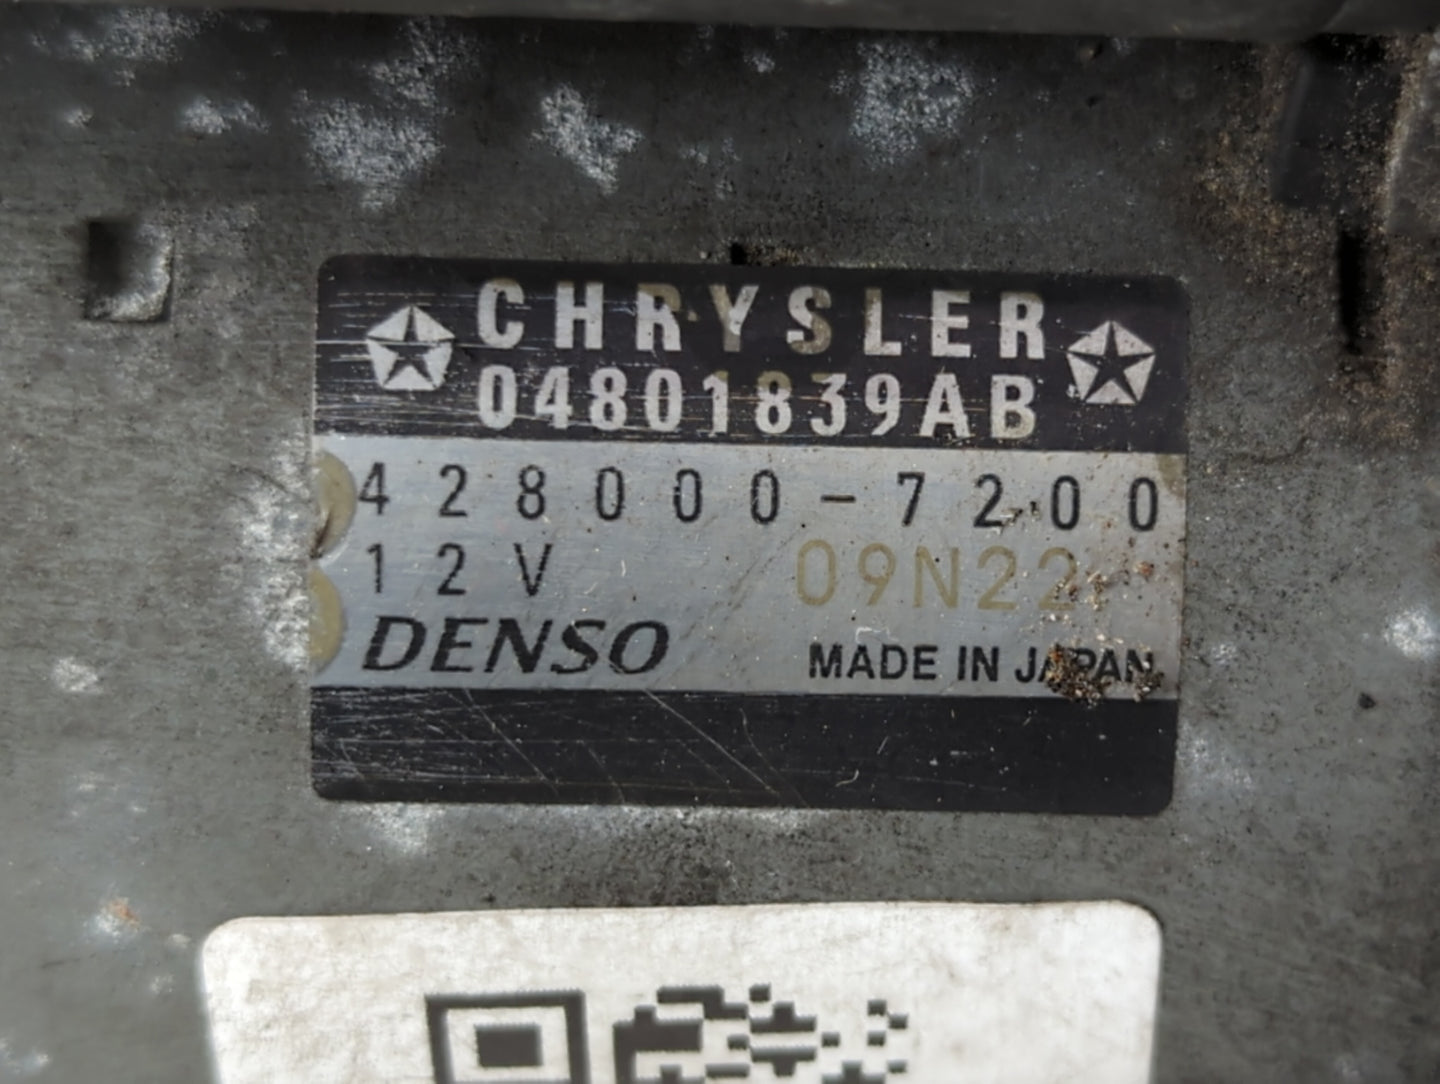 CHRYSLER
04801839AB
428000-7200
12V 09N22
DENSO MADE IN JAPAN